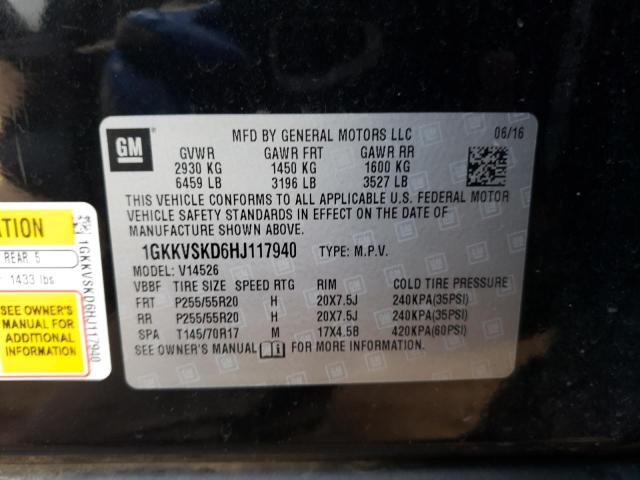 GM
MFD BY GENERAL MOTORS LLC 06/16
GVWR GAWR FRT GAWR RR
2930 KG 1450 KG 1600 KG
6459 LB 3196 LB 3527 LB
THIS VEHICLE CONFORMS TO ALL APPLICABLE U.S. FEDERAL MOTOR
VEHICLE SAFETY STANDARDS IN EFFECT ON THE DATE OF
MANUFACTURE SHOWN ABOVE.
1GKKVSKD6HJ117940 TYPE: M.P.V.
MODEL: V14526
VBBF TIRE SIZE SPEED RTG RIM COLD TIRE PRESSURE
FRT P255/55R20 H 20X7.5J 240KPA(35PSI)
RR P255/55R20 H 20X7.5J 240KPA(35PSI)
SPA T145/70R17 M 17X4.5B 420KPA(60PSI)
SEE OWNER'S MANUAL FOR MORE INFORMATION.
ATION
REAR 5
1433 lbs
SEE OWNER'S
MANUAL FOR
ADDITIONAL
INFORMATION
1GKKVSKD6HJ117940